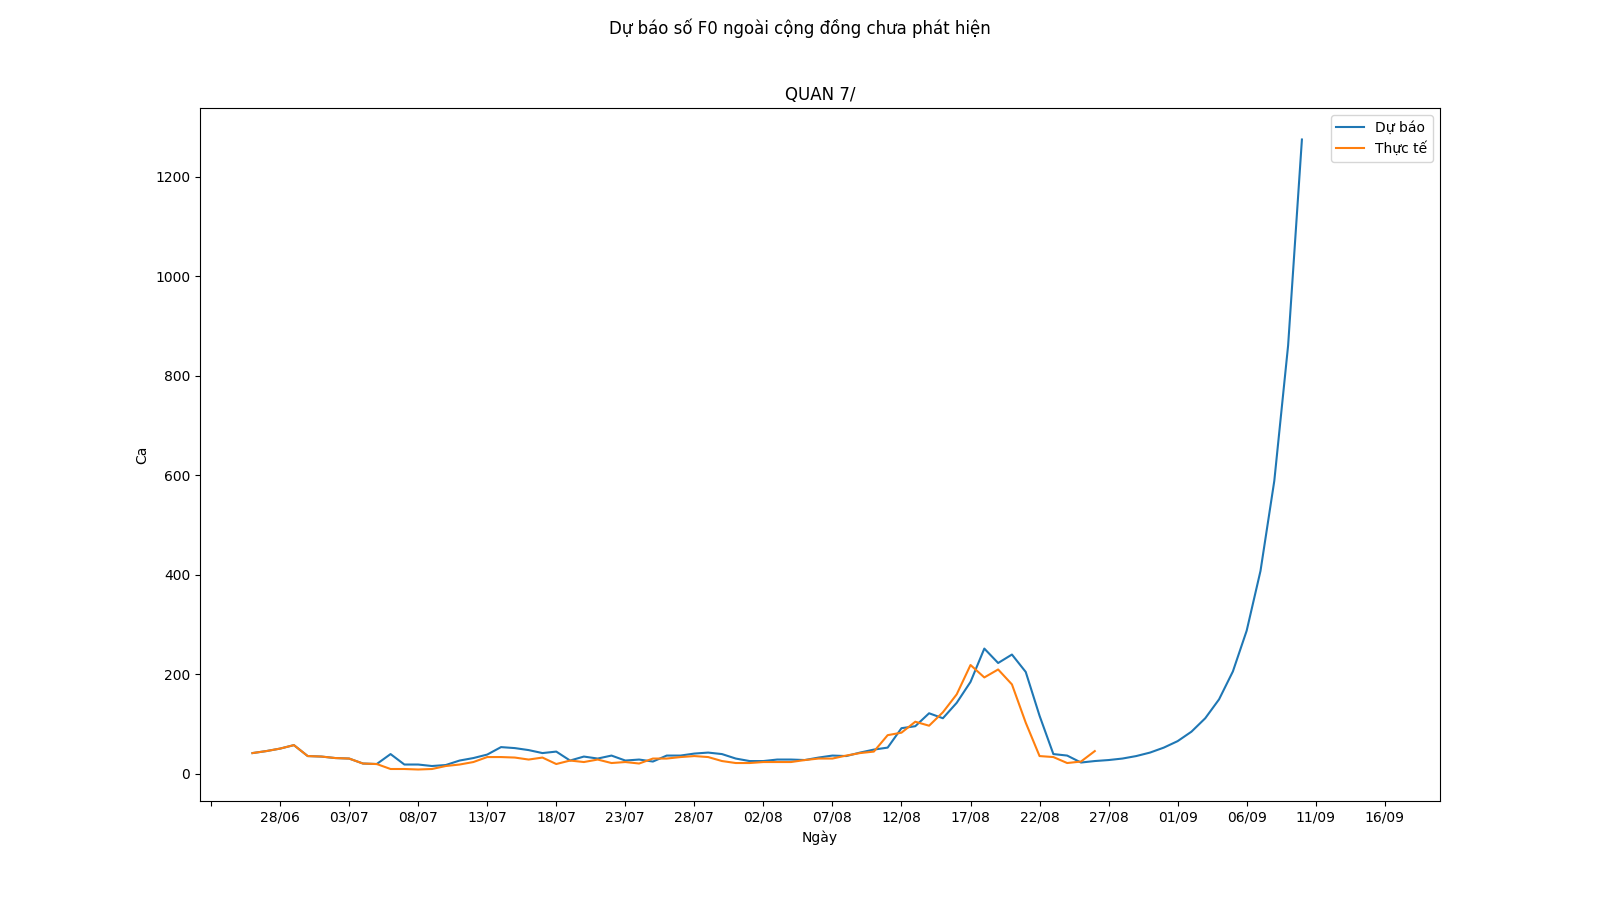 Dự báo số F0 ngoài cộng đồng chưa phát hiện
QUAN 7/
Dự báo
Thực tế
1200
1000
800
600
400
200
0
Ca
28/06 03/07 08/07 13/07 18/07 23/07 28/07 02/08 07/08 12/08 17/08 22/08 27/08 01/09 06/09 11/09 16/09
Ngày